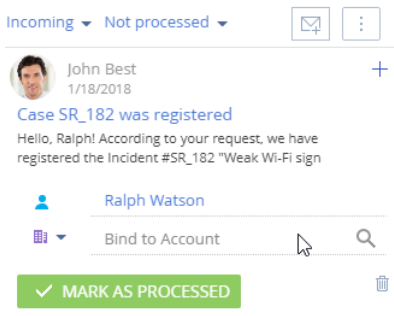 Incoming Not processed
John Best
1/18/2018
Case SR_182 was registered
Hello, Ralph! According to your request, we have
registered the Incident #SR_182 "Weak Wi-Fi sign
Ralph Watson
Bind to Account
MARK AS PROCESSED